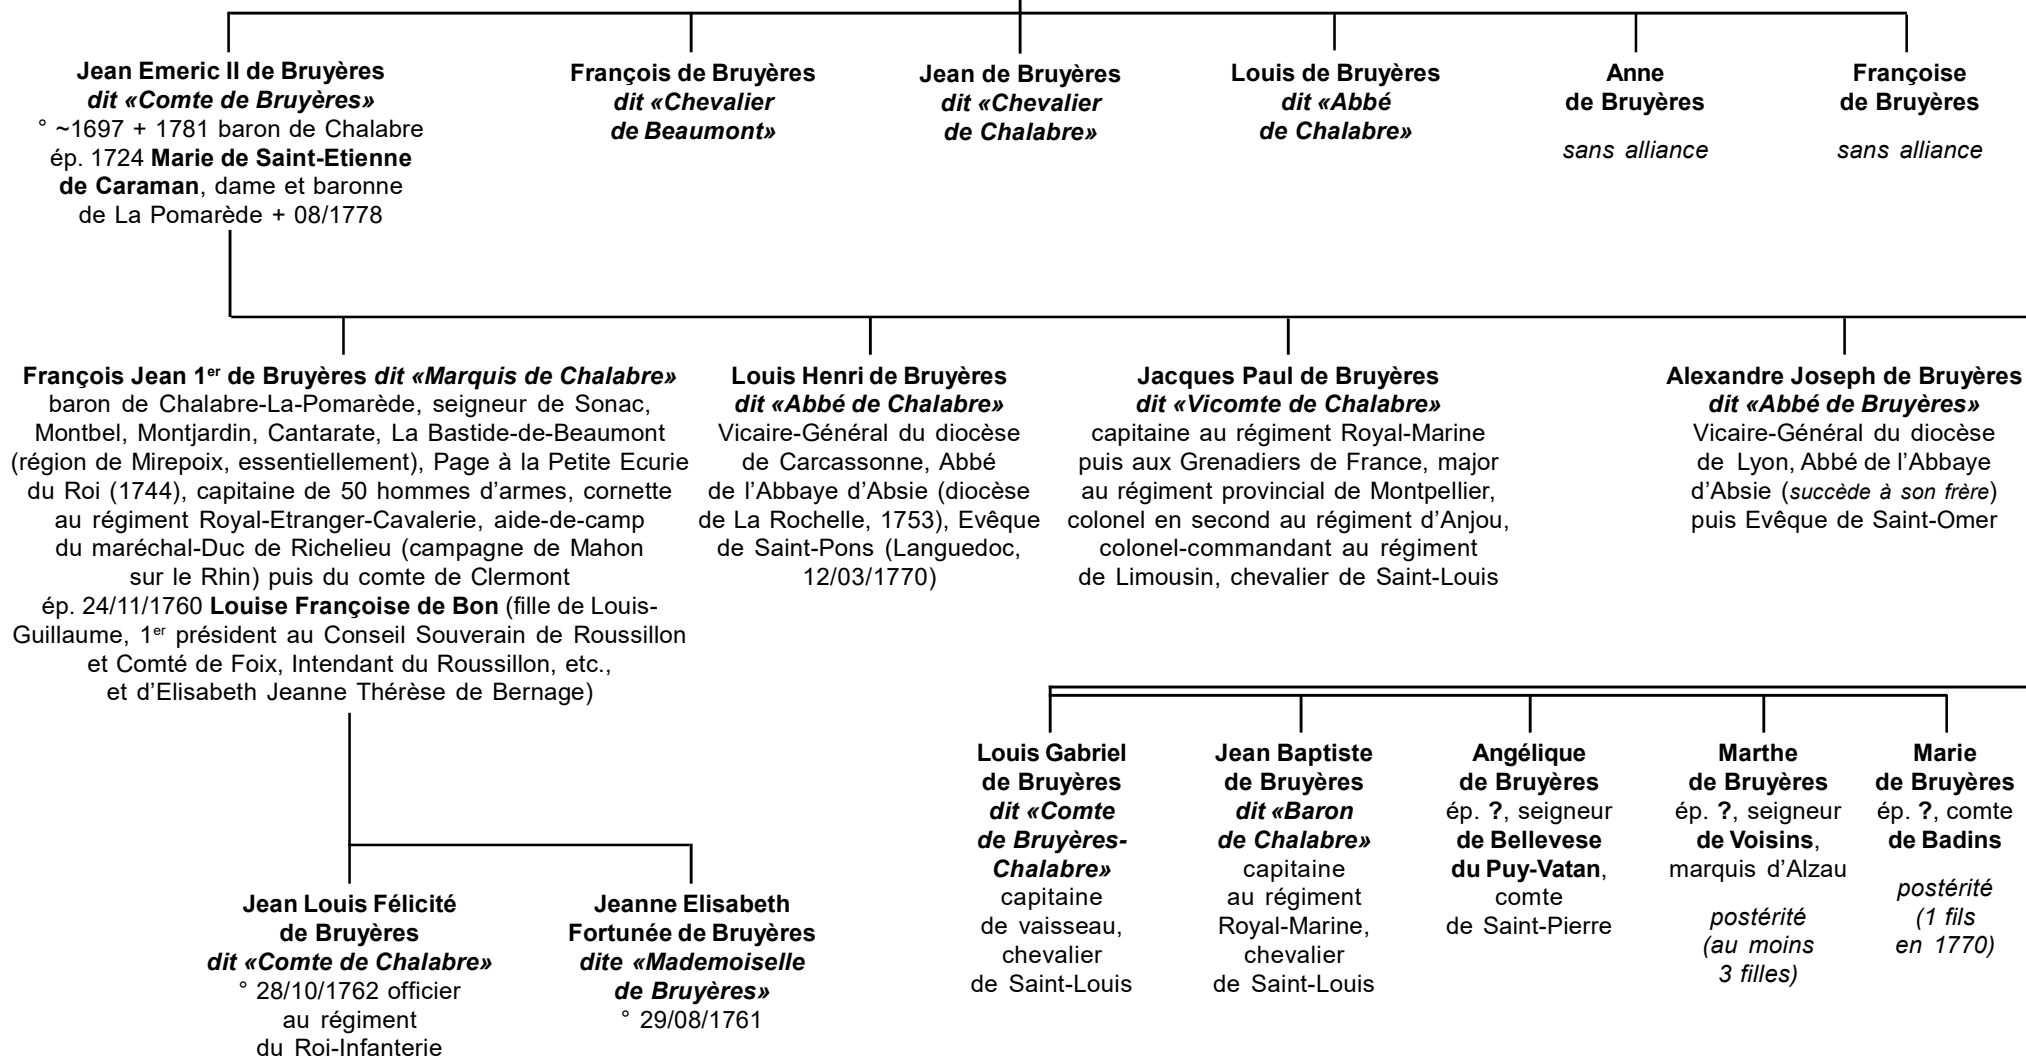 Jean Emeric II de Bruyères
dit «Comte de Bruyères»
° ~1697 + 1781 baron de Chalabre
ép. 1724 Marie de Saint-Etienne
de Caraman, dame et baronne
de La Pomarède + 08/1778
François de Bruyères
dit «Chevalier
de Beaumont»
Jean de Bruyères
dit «Chevalier
de Chalabre»
Louis de Bruyères
dit «Abbé
de Chalabre»
Anne
de Bruyères
sans alliance
Françoise
de Bruyères
sans alliance
François Jean 1er de Bruyères dit «Marquis de Chalabre»
baron de Chalabre-La-Pomarède, seigneur de Sonac,
Montbel, Montjardin, Cantarate, La Bastide-de-Beaumont
(région de Mirepoix, essentiellement), Page à la Petite Ecurie
du Roi (1744), capitaine de 50 hommes d'armes, cornette
au régiment Royal-Etranger-Cavalerie, aide-de-camp
du maréchal-Duc de Richelieu (campagne de Mahon
sur le Rhin) puis du comte de Clermont
ép. 24/11/1760 Louise Françoise de Bon (fille de Louis-
Guillaume, 1er président au Conseil Souverain de Roussillon
et Comté de Foix, Intendant du Roussillon, etc.,
et d'Elisabeth Jeanne Thérèse de Bernage)
Louis Henri de Bruyères
dit «Abbé de Chalabre»
Vicaire-Général du diocèse
de Carcassonne, Abbé
de l'Abbaye d'Absie (diocèse
de La Rochelle, 1753), Evêque
de Saint-Pons (Languedoc,
12/03/1770)
Jacques Paul de Bruyères
dit «Vicomte de Chalabre»
capitaine au régiment Royal-Marine
puis aux Grenadiers de France, major
au régiment provincial de Montpellier,
colonel en second au régiment d'Anjou,
colonel-commandant au régiment
de Limousin, chevalier de Saint-Louis
Alexandre Joseph de Bruyères
dit «Abbé de Bruyères»
Vicaire-Général du diocèse
de Lyon, Abbé de l'Abbaye
d'Absie (succède à son frère)
puis Evêque de Saint-Omer
Louis Gabriel
de Bruyères
dit «Comte
de Bruyères-
Chalabre»
capitaine
de vaisseau,
chevalier
de Saint-Louis
Jean Baptiste
de Bruyères
dit «Baron
de Chalabre»
capitaine
au régiment
Royal-Marine,
chevalier
de Saint-Louis
Angélique
de Bruyères
ép. ?, seigneur
de Bellevese
du Puy-Vatan,
comte
de Saint-Pierre
Marthe
de Bruyères
ép. ?, seigneur
de Voisins,
marquis d'Alzau
postérité
(au moins
3 filles)
Marie
de Bruyères
ép. ?, comte
de Badins
postérité
(1 fils
en 1770)
Jean Louis Félicité
de Bruyères
dit «Comte de Chalabre»
° 28/10/1762 officier
au régiment
du Roi-Infanterie
Jeanne Elisabeth
Fortunée de Bruyères
dite «Mademoiselle
de Bruyères»
° 29/08/1761